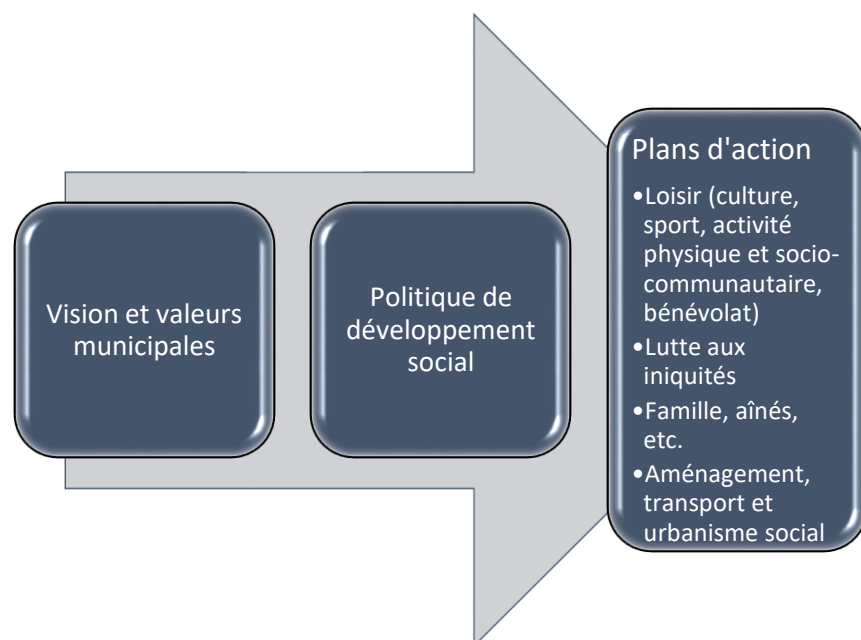 Vision et valeurs
municipales
Politique de
développement
social
Plans d'action
•Loisir (culture,
sport, activité
physique et socio-
communautaire,
bénévolat)
•Lutte aux
iniquités
•Famille, aînés,
etc.
•Aménagement,
transport et
urbanisme social